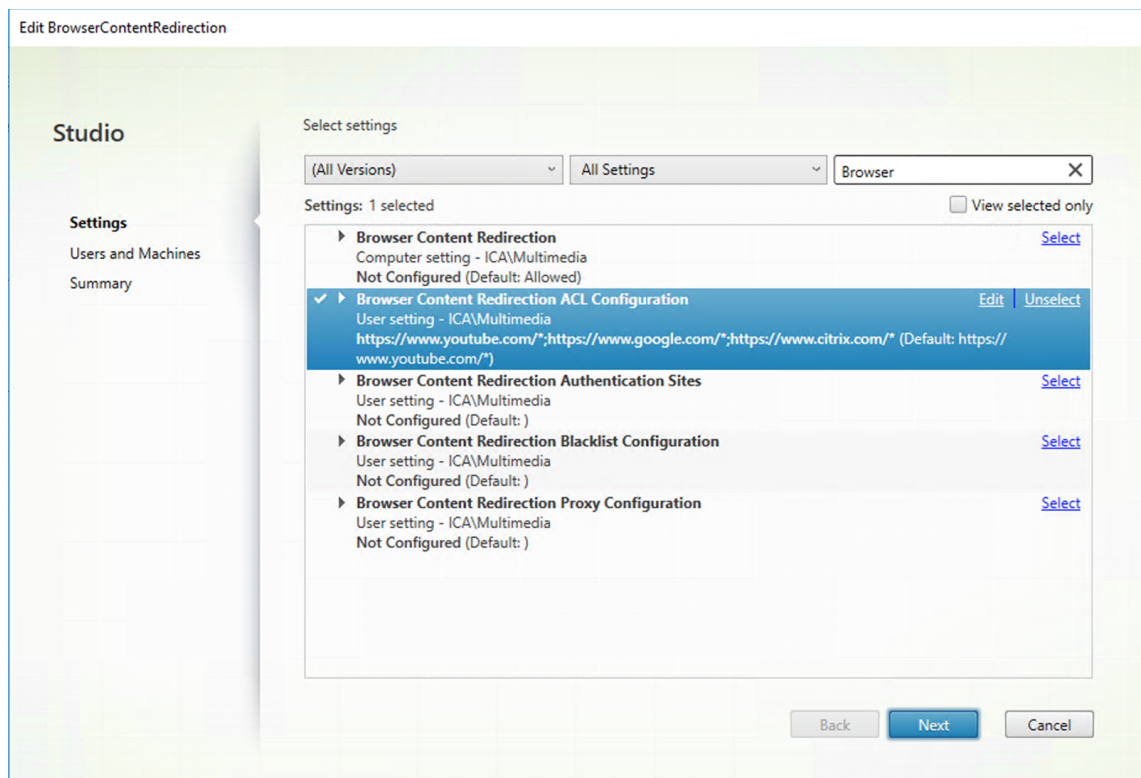 Edit BrowserContentRedirection
Studio
Settings
Users and Machines
Summary
Select settings
(All Versions)
All Settings
Browser
Settings: 1 selected
View selected only
Browser Content Redirection
Select
Computer setting - ICA\Multimedia
Not Configured (Default: Allowed)
Browser Content Redirection ACL Configuration
Edit
Unselect
User setting - ICA\Multimedia
https://www.youtube.com/*;https://www.google.com/*;https://www.citrix.com/* (Default: https://
www.youtube.com/*)
Browser Content Redirection Authentication Sites
Select
User setting - ICA\Multimedia
Not Configured (Default: )
Browser Content Redirection Blacklist Configuration
Select
User setting - ICA\Multimedia
Not Configured (Default: )
Browser Content Redirection Proxy Configuration
Select
User setting - ICA\Multimedia
Not Configured (Default: )
Back
Next
Cancel